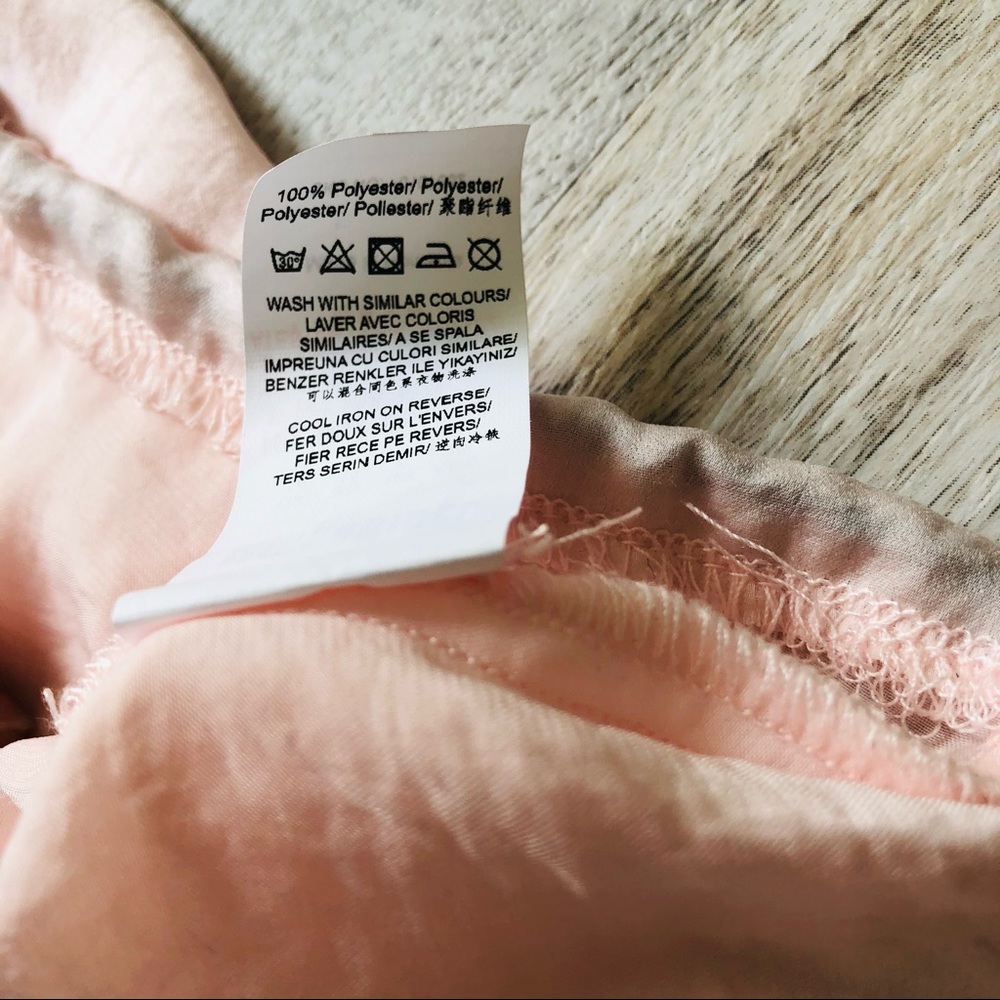 100% Polyester/ Polyester/
Polyester/ Poliester/ 聚酯纤维
30°
WASH WITH SIMILAR COLOURS/
LAVER AVEC COLORIS
SIMILAIRES/ A SE SPALA
IMPREUNA CU CULORI SIMILARE/
BENZER RENKLER ILE YIKAYINIZ/
可以混合同色系衣物洗涤
COOL IRON ON REVERSE/
FER DOUX SUR L'ENVERS/
FIER RECE PE REVERS/
TERS SERIN DEMIR/ 逆向冷铁